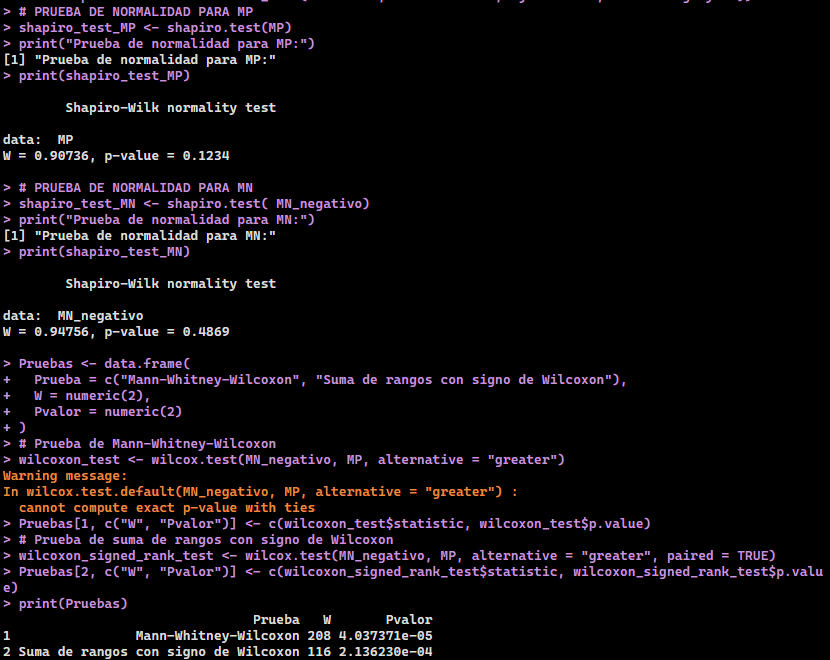 > # PRUEBA DE NORMALIDAD PARA MP
> shapiro_test_MP <- shapiro.test(MP)
> print("Prueba de normalidad para MP:")
[1] "Prueba de normalidad para MP:"
> print(shapiro_test_MP)
Shapiro-Wilk normality test
data:  MP
W = 0.90736, p-value = 0.1234
> # PRUEBA DE NORMALIDAD PARA MN
> shapiro_test_MN <- shapiro.test( MN_negativo)
> print("Prueba de normalidad para MN:")
[1] "Prueba de normalidad para MN:"
> print(shapiro_test_MN)
Shapiro-Wilk normality test
data:  MN_negativo
W = 0.94756, p-value = 0.4869
> Pruebas <- data.frame(
+   Prueba = c("Mann-Whitney-Wilcoxon", "Suma de rangos con signo de Wilcoxon"),
+   W = numeric(2),
+   Pvalor = numeric(2)
+ )
> # Prueba de Mann-Whitney-Wilcoxon
> wilcoxon_test <- wilcox.test(MN_negativo, MP, alternative = "greater")
Warning message:
In wilcox.test.default(MN_negativo, MP, alternative = "greater") :
  cannot compute exact p-value with ties
> Pruebas[1, c("W", "Pvalor")] <- c(wilcoxon_test$statistic, wilcoxon_test$p.value)
> # Prueba de suma de rangos con signo de Wilcoxon
> wilcoxon_signed_rank_test <- wilcox.test(MN_negativo, MP, alternative = "greater", paired = TRUE)
> Pruebas[2, c("W", "Pvalor")] <- c(wilcoxon_signed_rank_test$statistic, wilcoxon_signed_rank_test$p.valu
e)
> print(Pruebas)
Prueba   W       Pvalor
1                Mann-Whitney-Wilcoxon 208 4.037371e-05
2 Suma de rangos con signo de Wilcoxon 116 2.136230e-04